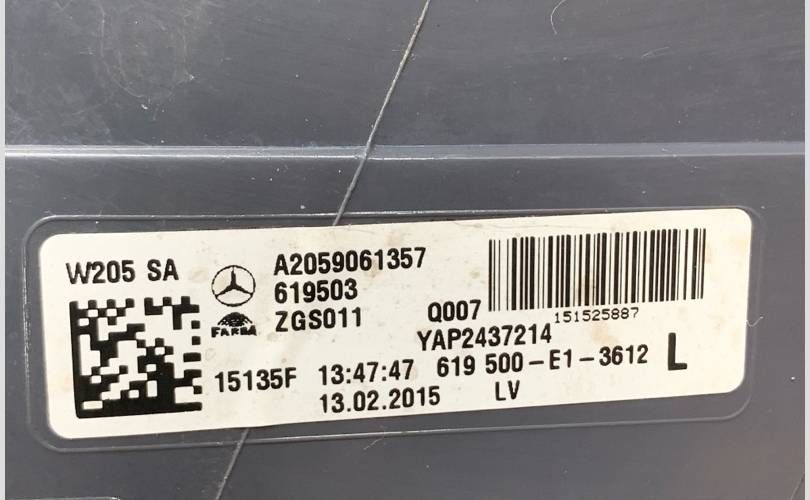 W205 SA
A2059061357
619503
ZGS011
FARBA
Q007
151525887
YAP2437214
15135F 13:47:47 619 500-E1-3612 L
13.02.2015 LV